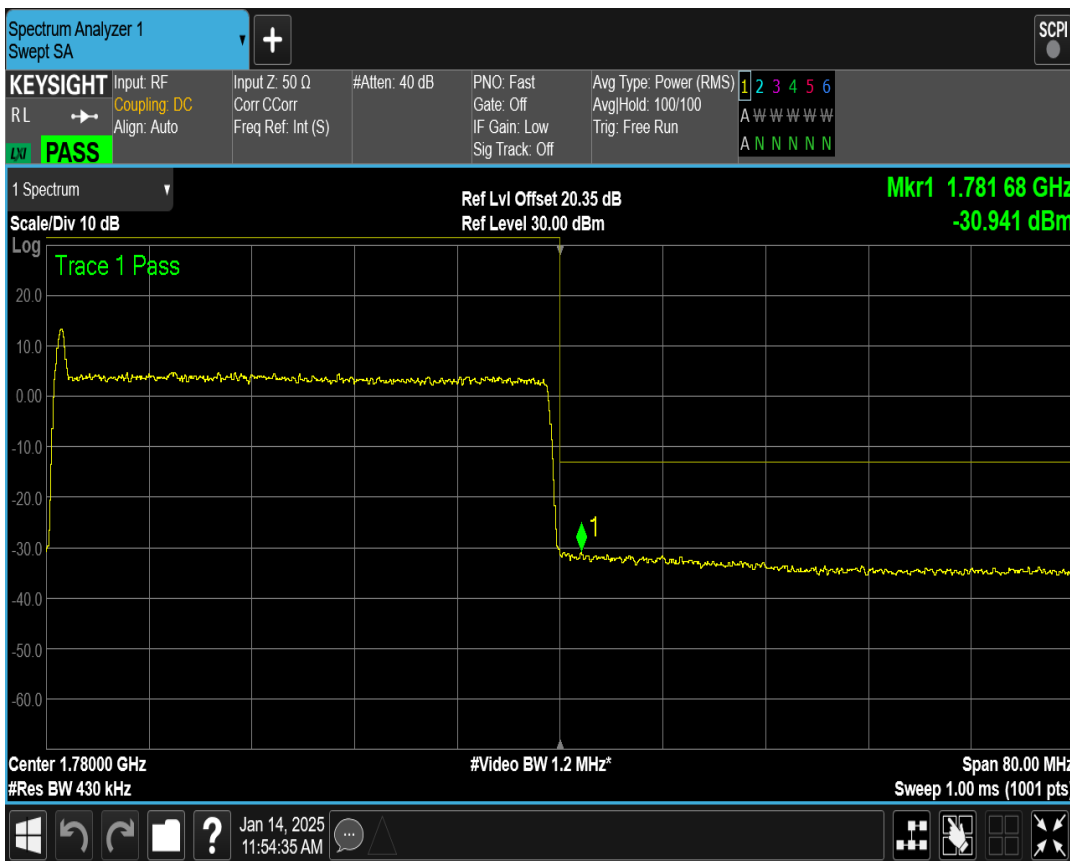 Spectrum Analyzer 1
Swept SA
SCPI
KEYSIGHT
RL
LXI PASS
Input: RF
Coupling: DC
Align: Auto
Input Z: 50 Ω
Corr CCorr
Freq Ref: Int (S)
#Atten: 40 dB
PNO: Fast
Gate: Off
IF Gain: Low
Sig Track: Off
Avg Type: Power (RMS)
Avg|Hold: 100/100
Trig: Free Run
1 2 3 4 5 6
A W W W W W
A N N N N N
1 Spectrum
Scale/Div 10 dB
Ref Lvl Offset 20.35 dB
Ref Level 30.00 dBm
Mkr1 1.781 68 GHz
-30.941 dBm
Log
Trace 1 Pass
20.0
10.0
0.00
-10.0
-20.0
1
-30.0
-40.0
-50.0
-60.0
Center 1.78000 GHz
#Res BW 430 kHz
#Video BW 1.2 MHz*
Span 80.00 MHz
Sweep 1.00 ms (1001 pts)
?
Jan 14, 2025
11:54:35 AM